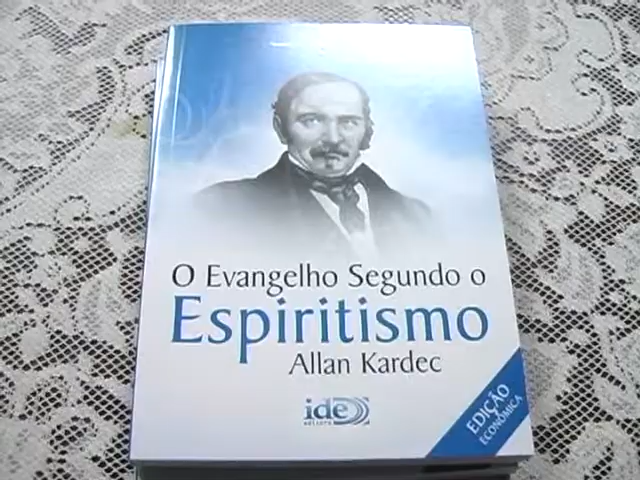 O Evangelho Segundo o
Espiritismo
Allan Kardec
ide
editora
EDIÇÃO
ECONÔMICA